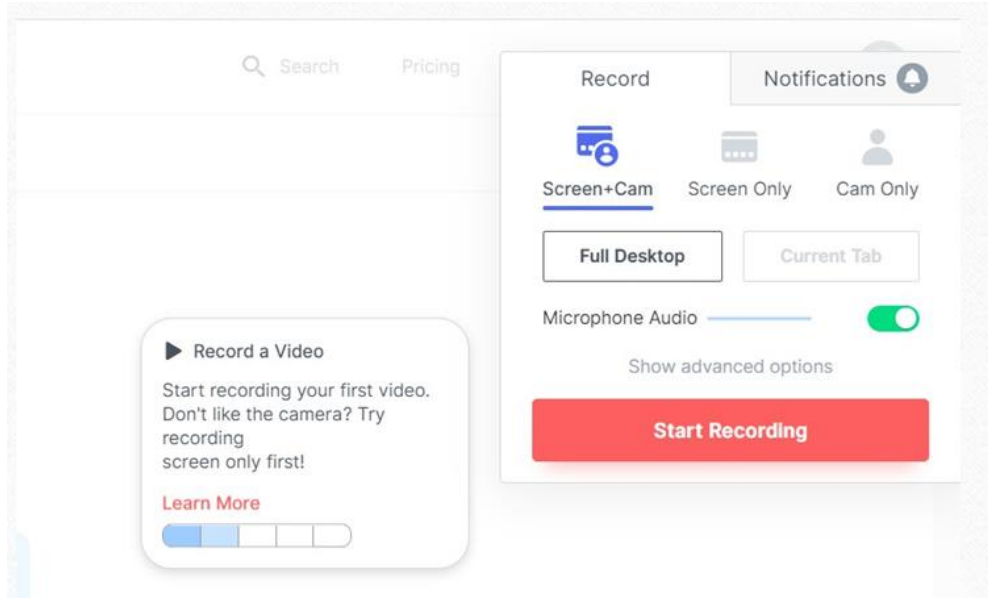 Search Pricing
Record Notifications
Screen+Cam Screen Only Cam Only
Full Desktop Current Tab
Microphone Audio
Show advanced options
Start Recording
Record a Video
Start recording your first video.
Don't like the camera? Try
recording
screen only first!
Learn More